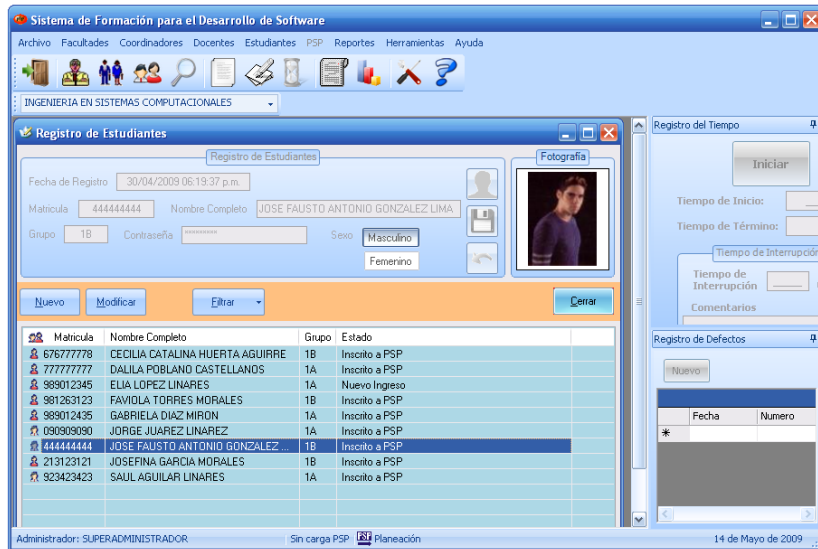 Sistema de Formación para el Desarrollo de Software
Archivo Facultades Coordinadores Docentes Estudiantes PSP Reportes Herramientas Ayuda
INGENIERIA EN SISTEMAS COMPUTACIONALES
Registro de Estudiantes
Registro de Estudiantes
Fotografía
Fecha de Registro 30/04/2009 06:19:37 p.m.
Matricula 444444444 Nombre Completo JOSE FAUSTO ANTONIO GONZALEZ LIMA
Grupo 1B Contraseña ********** Sexo Masculino
Femenino
Nuevo Modificar Filtrar Cerrar
Matricula Nombre Completo Grupo Estado
676777778 CECILIA CATALINA HUERTA AGUIRRE 1B Inscrito a PSP
777777777 DALILA POBLANO CASTELLANOS 1A Inscrito a PSP
989012345 ELIA LOPEZ LINARES 1A Nuevo Ingreso
981263123 FAVIOLA TORRES MORALES 1B Inscrito a PSP
989012435 GABRIELA DIAZ MIRON 1A Inscrito a PSP
090909090 JORGE JUAREZ LINAREZ 1A Inscrito a PSP
444444444 JOSE FAUSTO ANTONIO GONZALEZ ... 1B Inscrito a PSP
213123121 JOSEFINA GARCIA MORALES 1B Inscrito a PSP
923423423 SAUL AGUILAR LINARES 1A Inscrito a PSP
Registro del Tiempo
Iniciar
Tiempo de Inicio:
Tiempo de Término:
Tiempo de Interrupción
Tiempo de
Interrupción
Comentarios
Registro de Defectos
Nuevo
Fecha Numero
Administrador: SUPERADMINISTRADOR Sin carga PSP Planeación 14 de Mayo de 2009